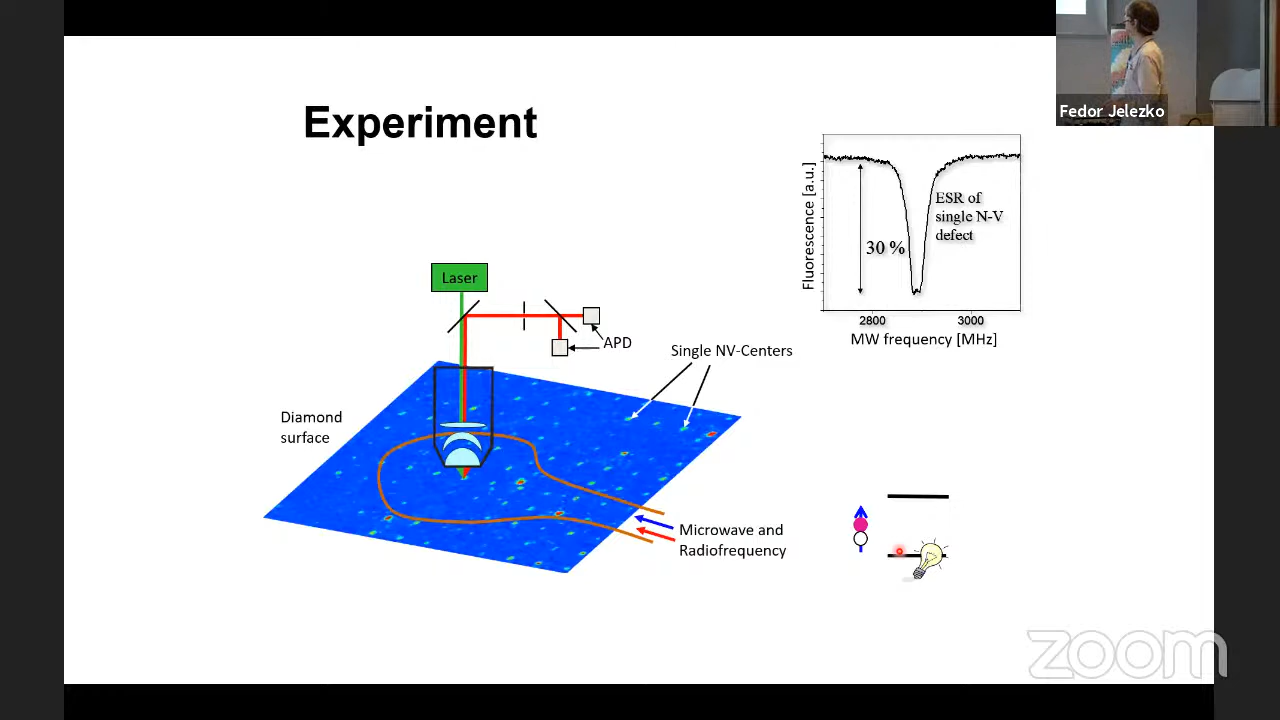 Fedor Jelezko
Experiment
Fluorescence [a.u.]
ESR of
single N-V
defect
30 %
2800
3000
MW frequency [MHz]
Laser
APD
Single NV-Centers
Diamond
surface
Microwave and
Radiofrequency
zoom